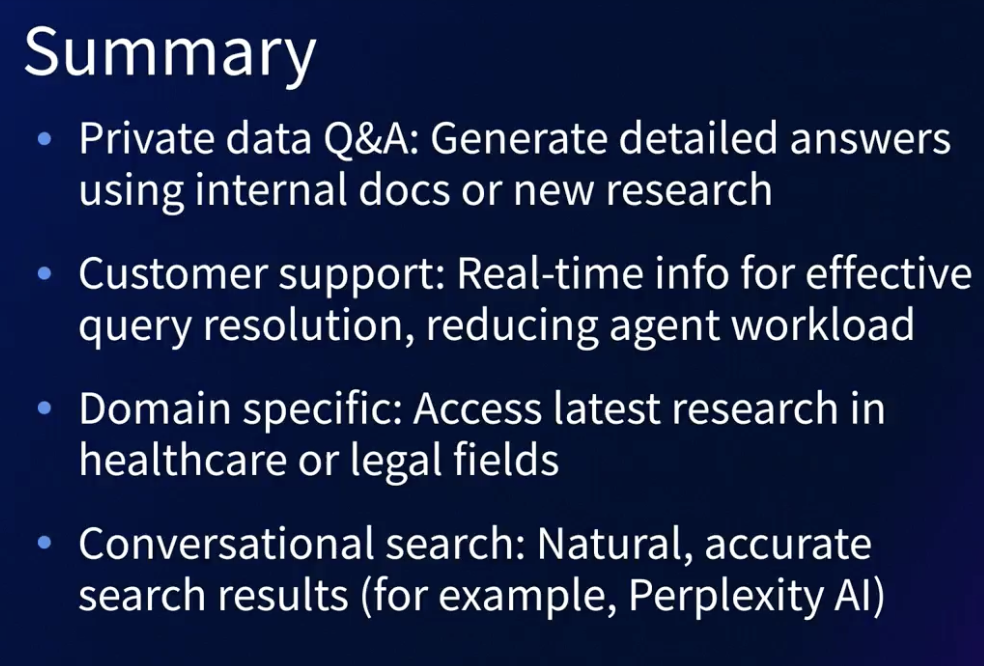 Summary
• Private data Q&A: Generate detailed answers
using internal docs or new research
• Customer support: Real-time info for effective
query resolution, reducing agent workload
• Domain specific: Access latest research in
healthcare or legal fields
• Conversational search: Natural, accurate
search results (for example, Perplexity AI)